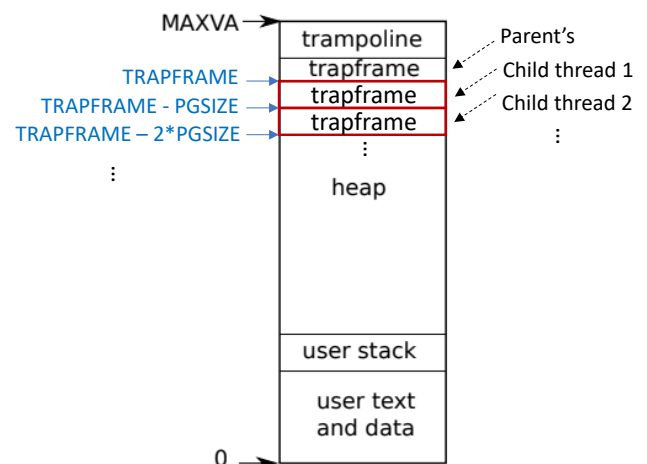 MAXVA
trampoline
Parent's
trapframe
TRAPFRAME
Child thread 1
trapframe
TRAPFRAME - PGSIZE
Child thread 2
trapframe
TRAPFRAME – 2*PGSIZE
⋮
⋮
⋮
heap
user stack
user text
and data
0